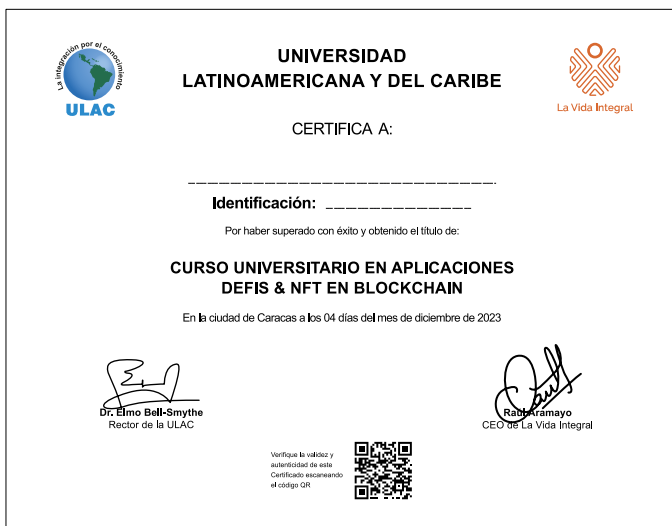 La integración por el conocimiento
ULAC
UNIVERSIDAD
LATINOAMERICANA Y DEL CARIBE
La Vida Integral
CERTIFICA A:
Identificación:
Por haber superado con éxito y obtenido el título de:
CURSO UNIVERSITARIO EN APLICACIONES
DEFIS & NFT EN BLOCKCHAIN
En la ciudad de Caracas a los 04 días del mes de diciembre de 2023
Dr. Elmo Bell-Smythe
Rector de la ULAC
Raúl Aramayo
CEO de La Vida Integral
Verifique la validez y
autenticidad de este
Certificado escaneando
el código QR